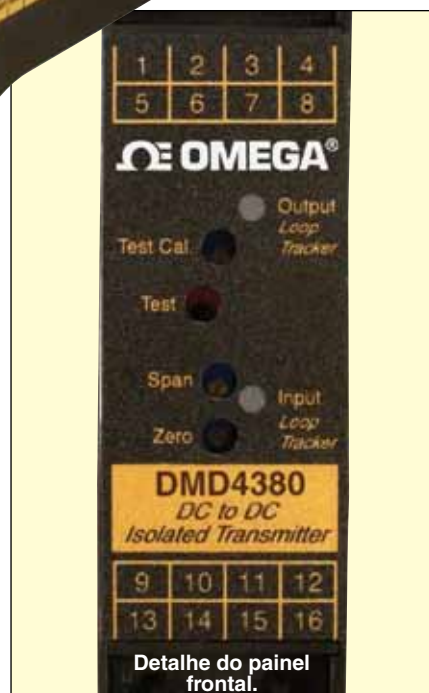 1 2 3 4
5 6 7 8
ΩE OMEGA®
Output
Loop
Tracker
Test Cal
Test
Span
Input
Loop
Tracker
Zero
DMD4380
DC to DC
Isolated Transmitter
9 10 11 12
13 14 15 16
Detalhe do painel
frontal.